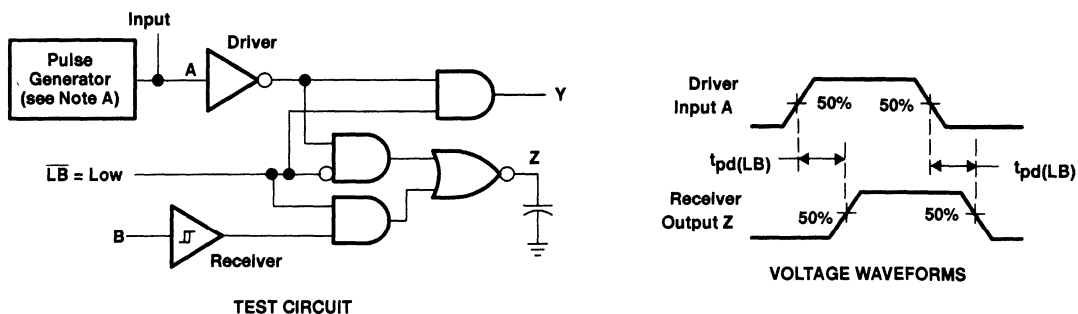 Input
Driver
Pulse
Generator
(see Note A)
A
Y
L̅B̅ = Low
Z
B
Receiver
TEST CIRCUIT
Driver
Input A
50%
50%
tpd(LB)
tpd(LB)
Receiver
Output Z
50%
50%
VOLTAGE WAVEFORMS